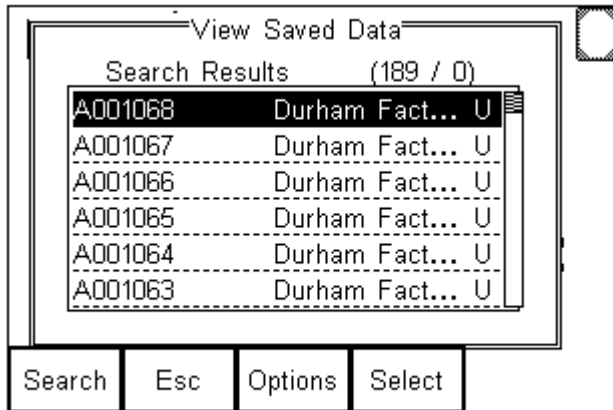 View Saved Data
Search Results (189 / 0)
A001068 Durham Fact... U
A001067 Durham Fact... U
A001066 Durham Fact... U
A001065 Durham Fact... U
A001064 Durham Fact... U
A001063 Durham Fact... U
Search Esc Options Select